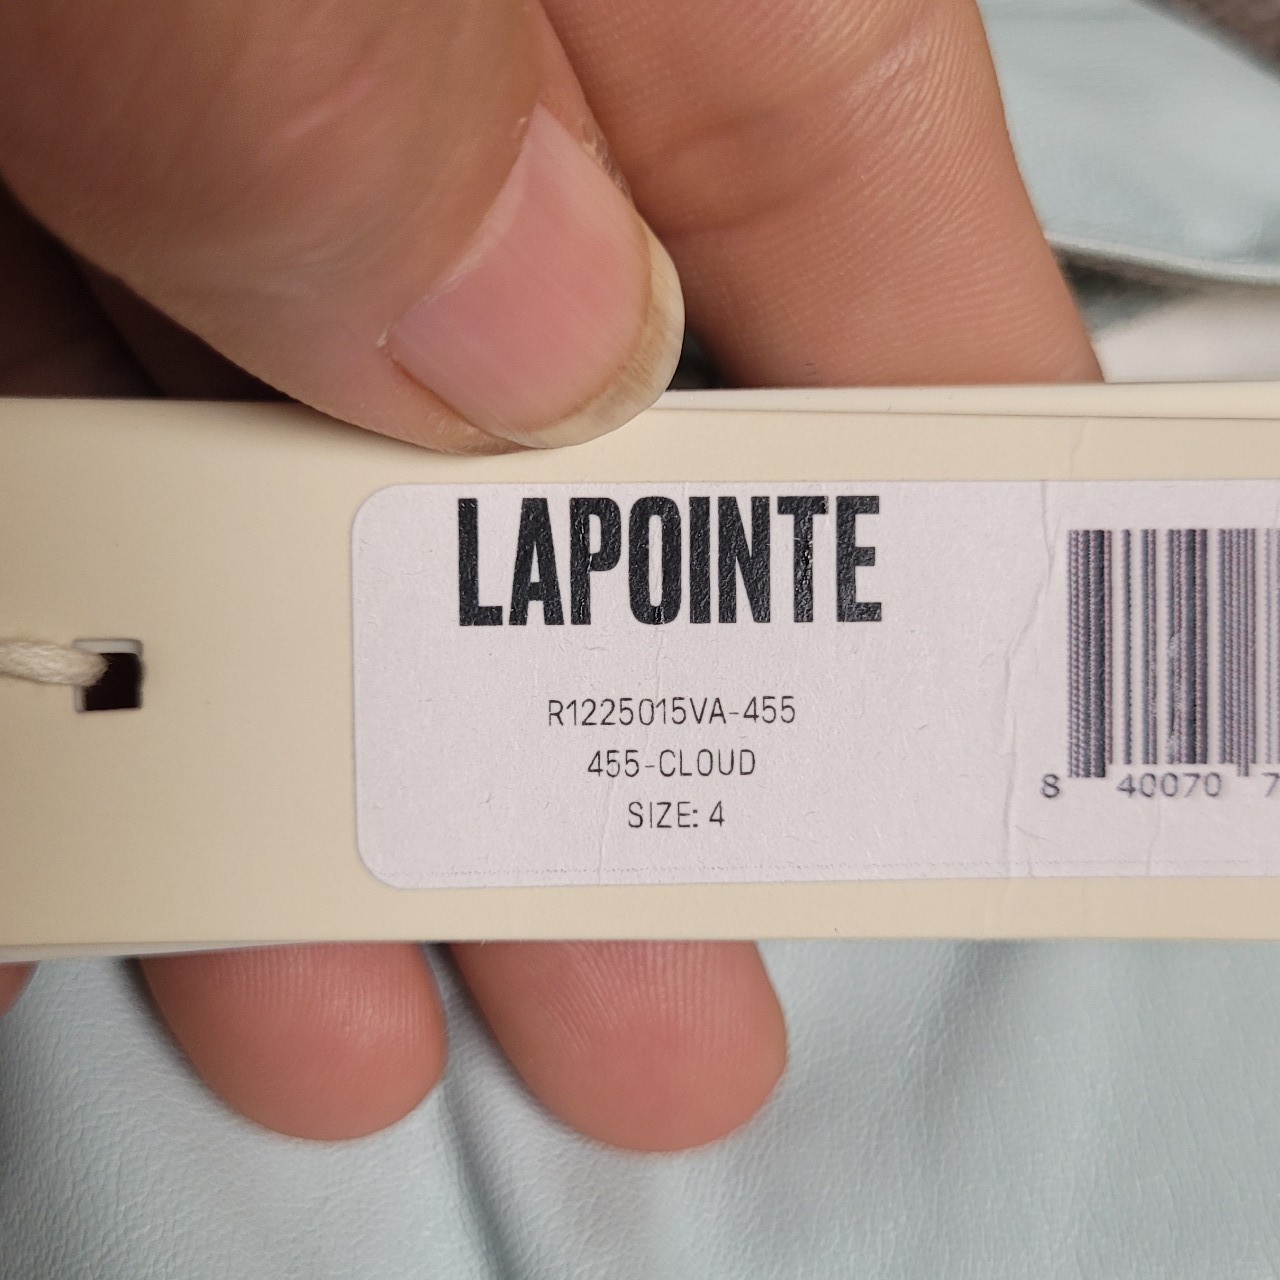 LAPOINTE
R1225015VA-455
455-CLOUD
SIZE: 4
8 40070 7